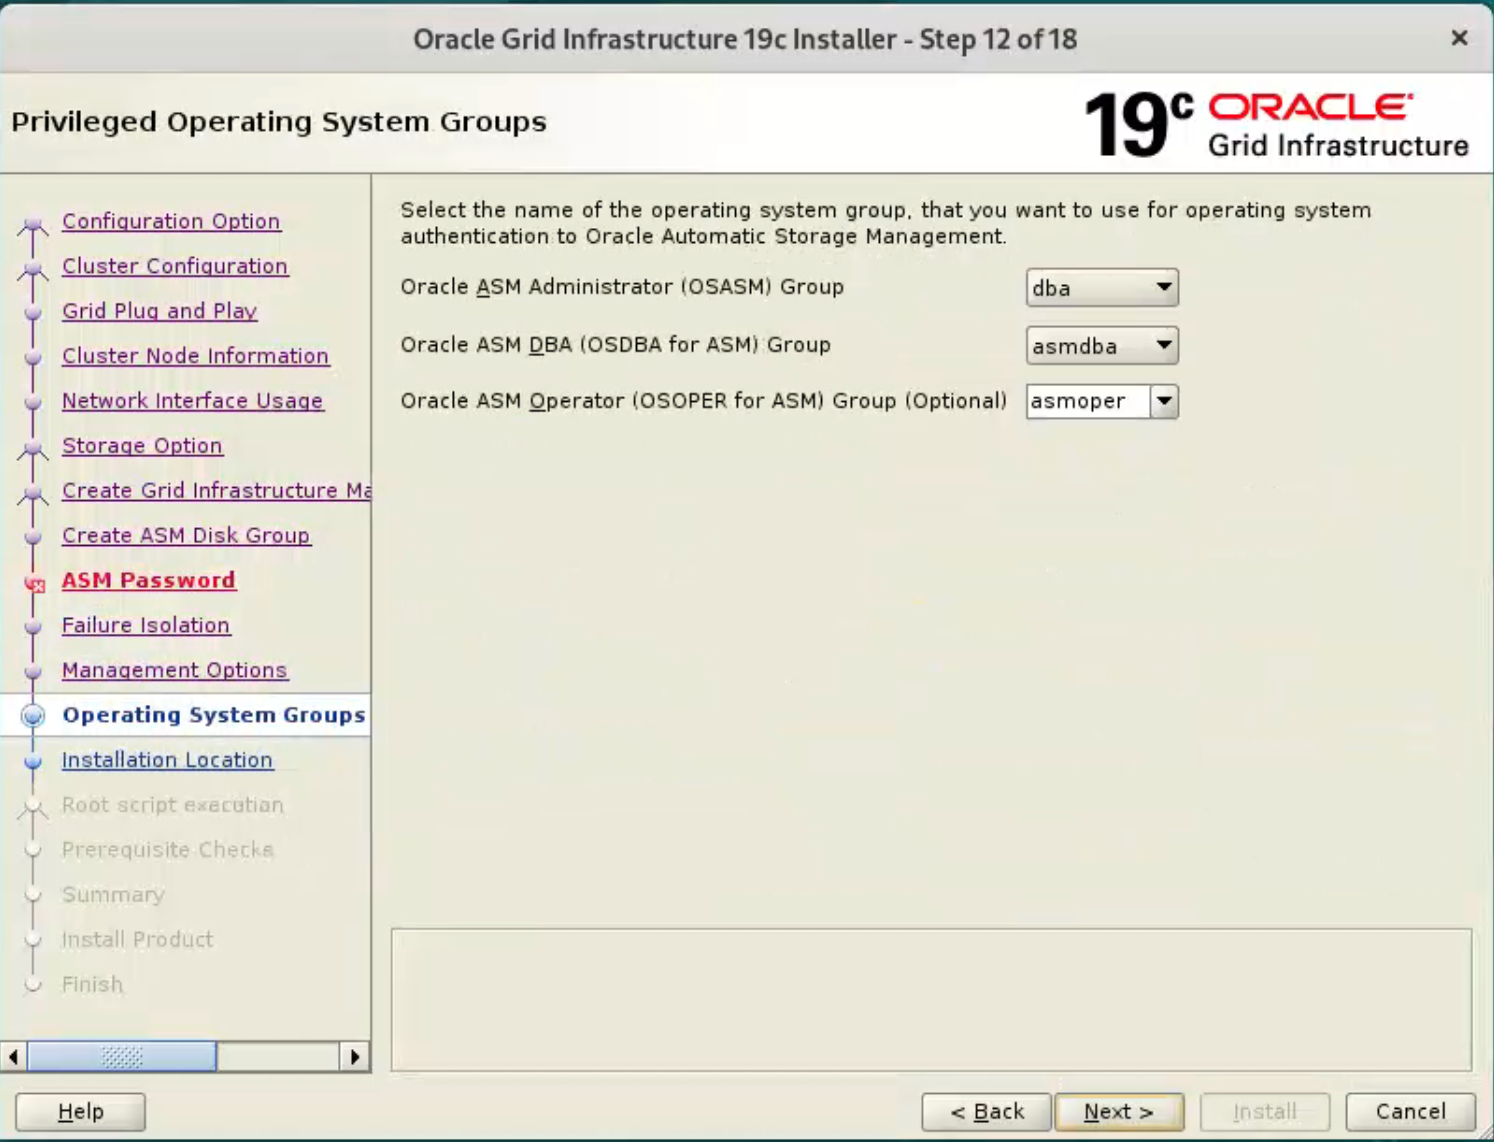 Oracle Grid Infrastructure 19c Installer - Step 12 of 18
Privileged Operating System Groups
19c ORACLE
Grid Infrastructure
Configuration Option
Cluster Configuration
Grid Plug and Play
Cluster Node Information
Network Interface Usage
Storage Option
Create Grid Infrastructure Ma
Create ASM Disk Group
ASM Password
Failure Isolation
Management Options
Operating System Groups
Installation Location
Root script execution
Prerequisite Checks
Summary
Install Product
Finish
Select the name of the operating system group, that you want to use for operating system
authentication to Oracle Automatic Storage Management.
Oracle ASM Administrator (OSASM) Group dba
Oracle ASM DBA (OSDBA for ASM) Group asmdba
Oracle ASM Operator (OSOPER for ASM) Group (Optional) asmoper
Help < Back Next > Install Cancel